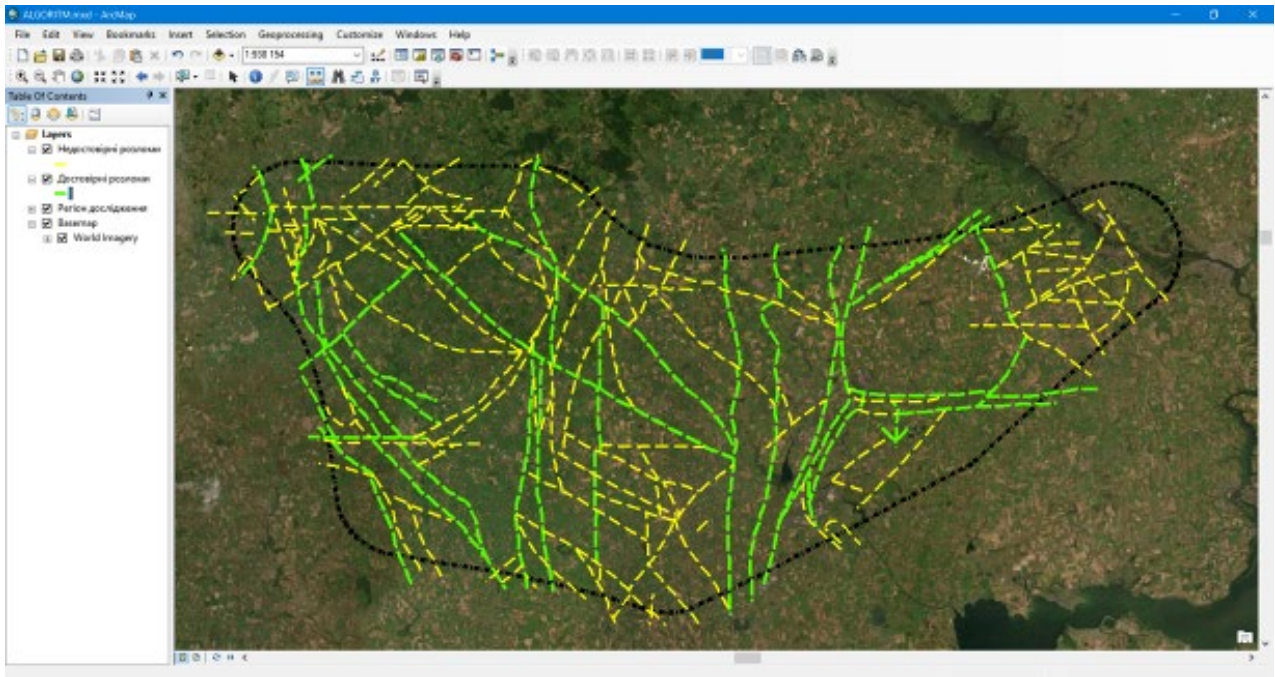 ALGORITM.mxd - ArcMap
File Edit View Bookmarks Insert Selection Geoprocessing Customize Windows Help
1:938 154
Table Of Contents
Layers
Недостовірні розломи
Достовірні розломи
Регіон дослідження
Basemap
World Imagery